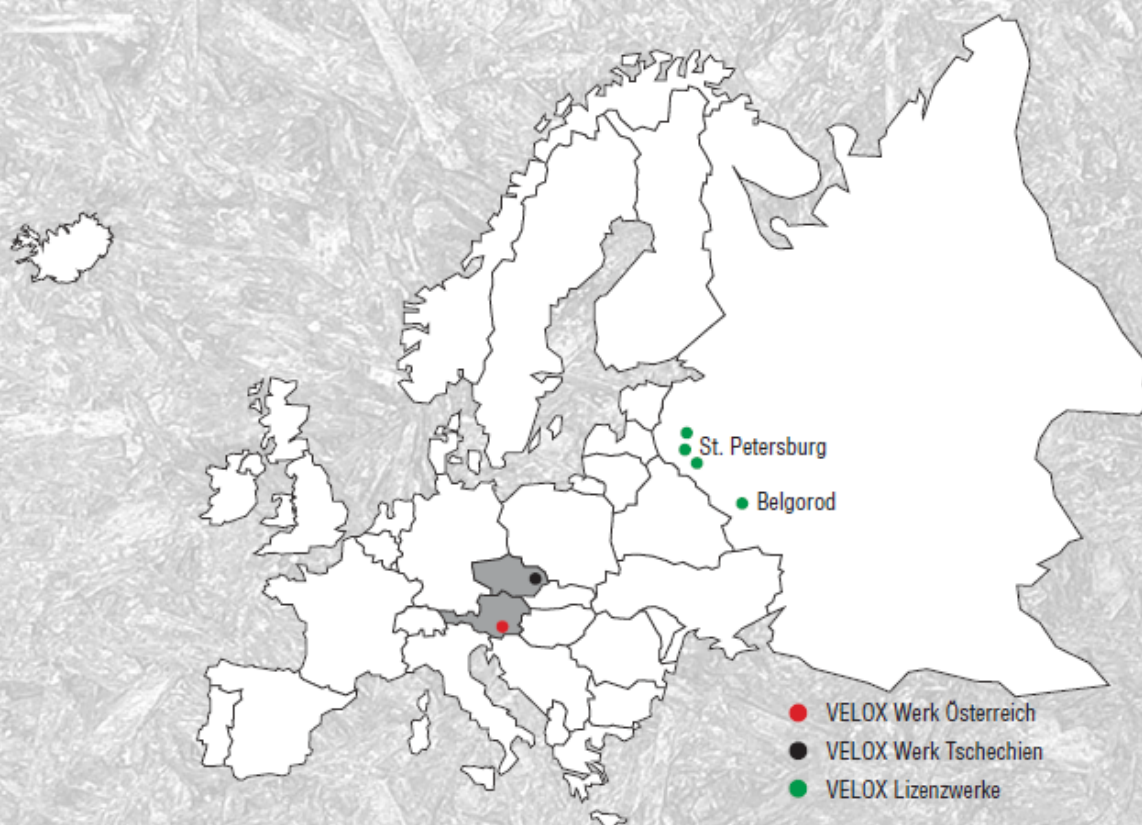 St. Petersburg
Belgorod
VELOX Werk Österreich
VELOX Werk Tschechien
VELOX Lizenzwerke